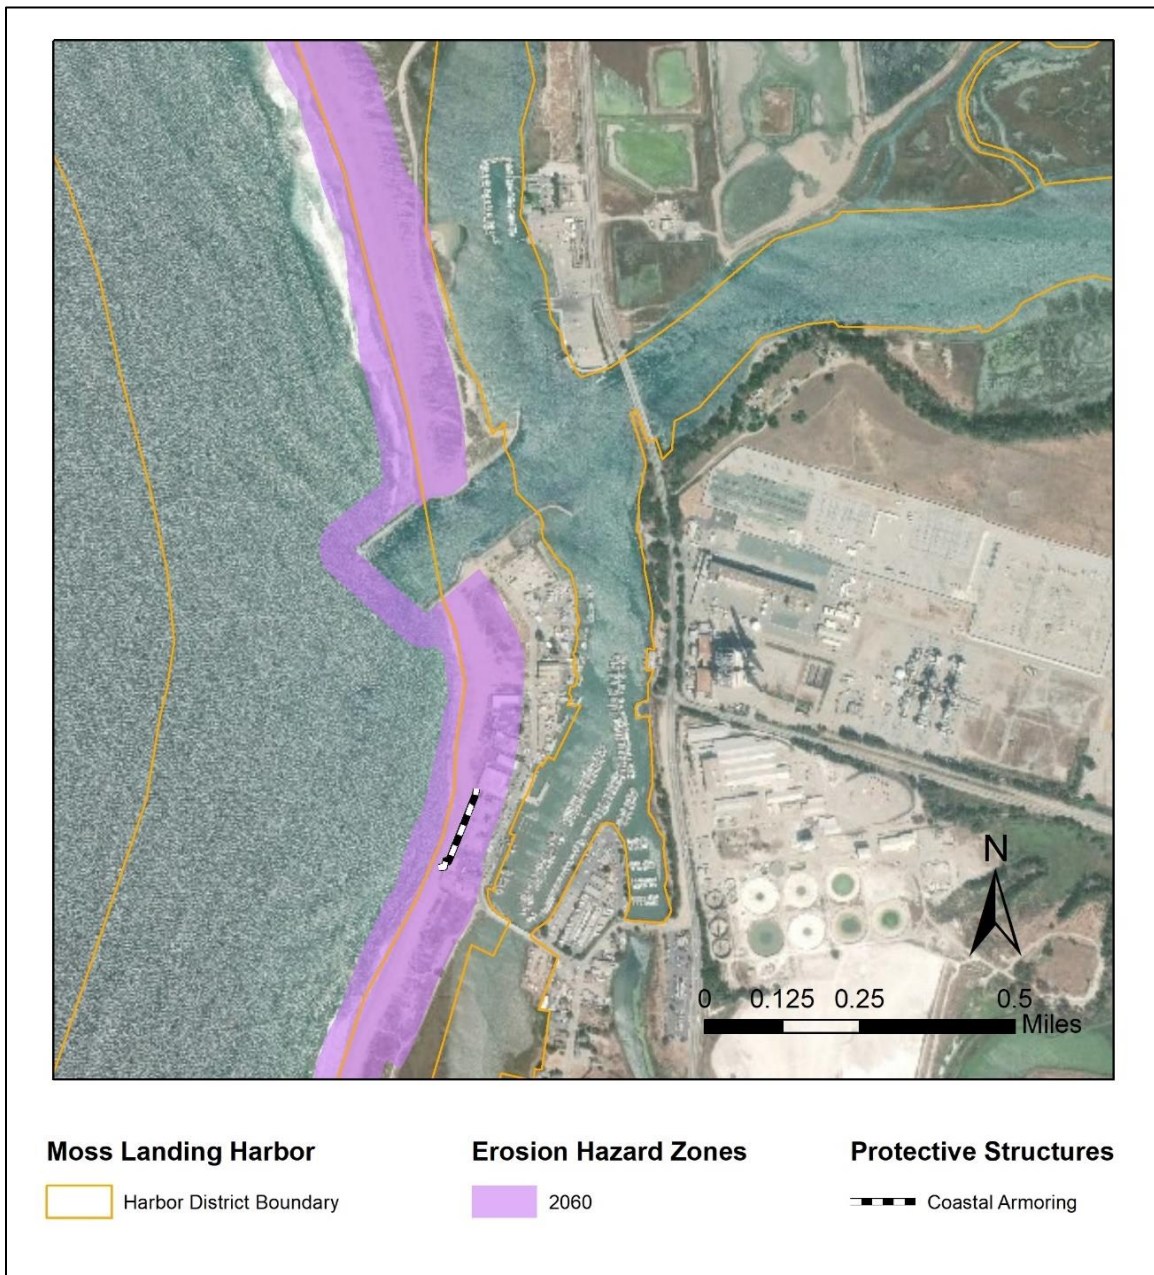 N
0 0.125 0.25 0.5
Miles
Moss Landing Harbor
Harbor District Boundary
Erosion Hazard Zones
2060
Protective Structures
Coastal Armoring